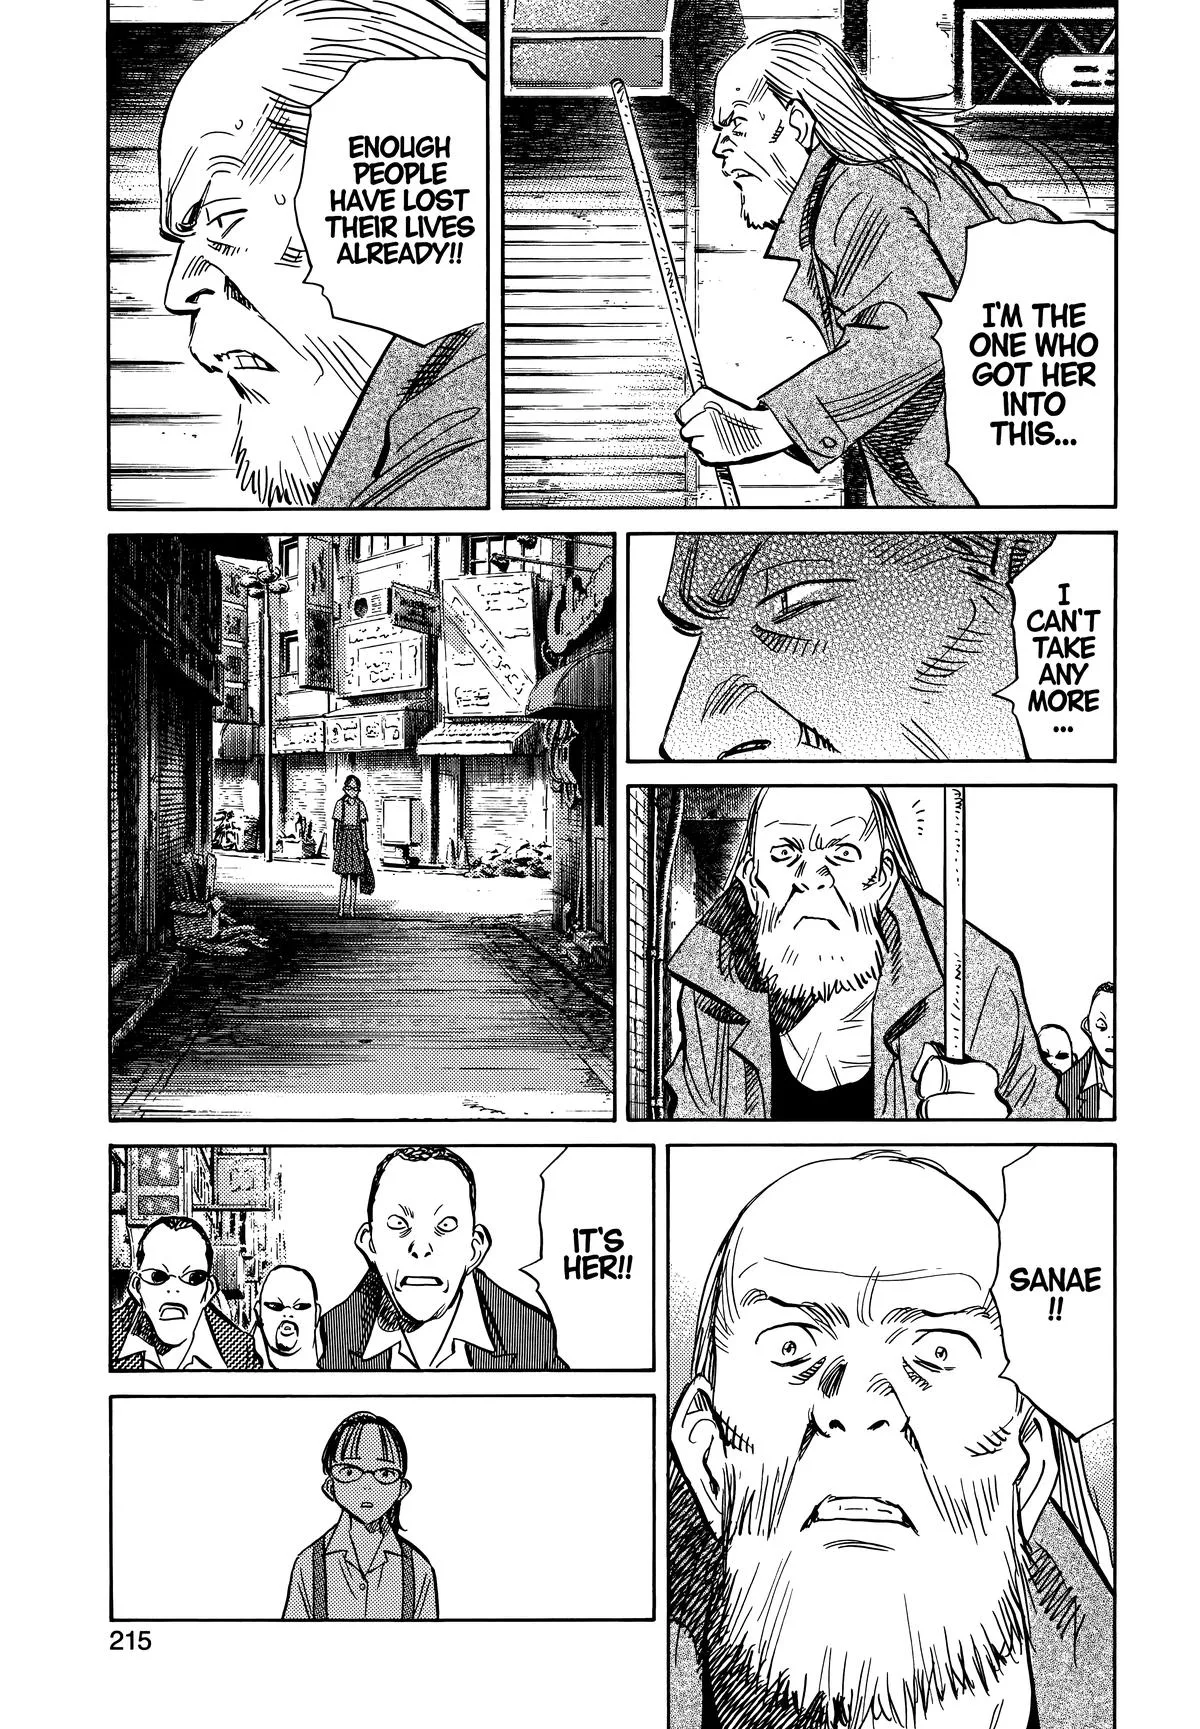 I'M THE
ONE WHO
GOT HER
INTO
THIS...
ENOUGH
PEOPLE
HAVE LOST
THEIR LIVES
ALREADY!!
I
CAN'T
TAKE
ANY
MORE
...
SANAE
!!
IT'S
HER!!
215